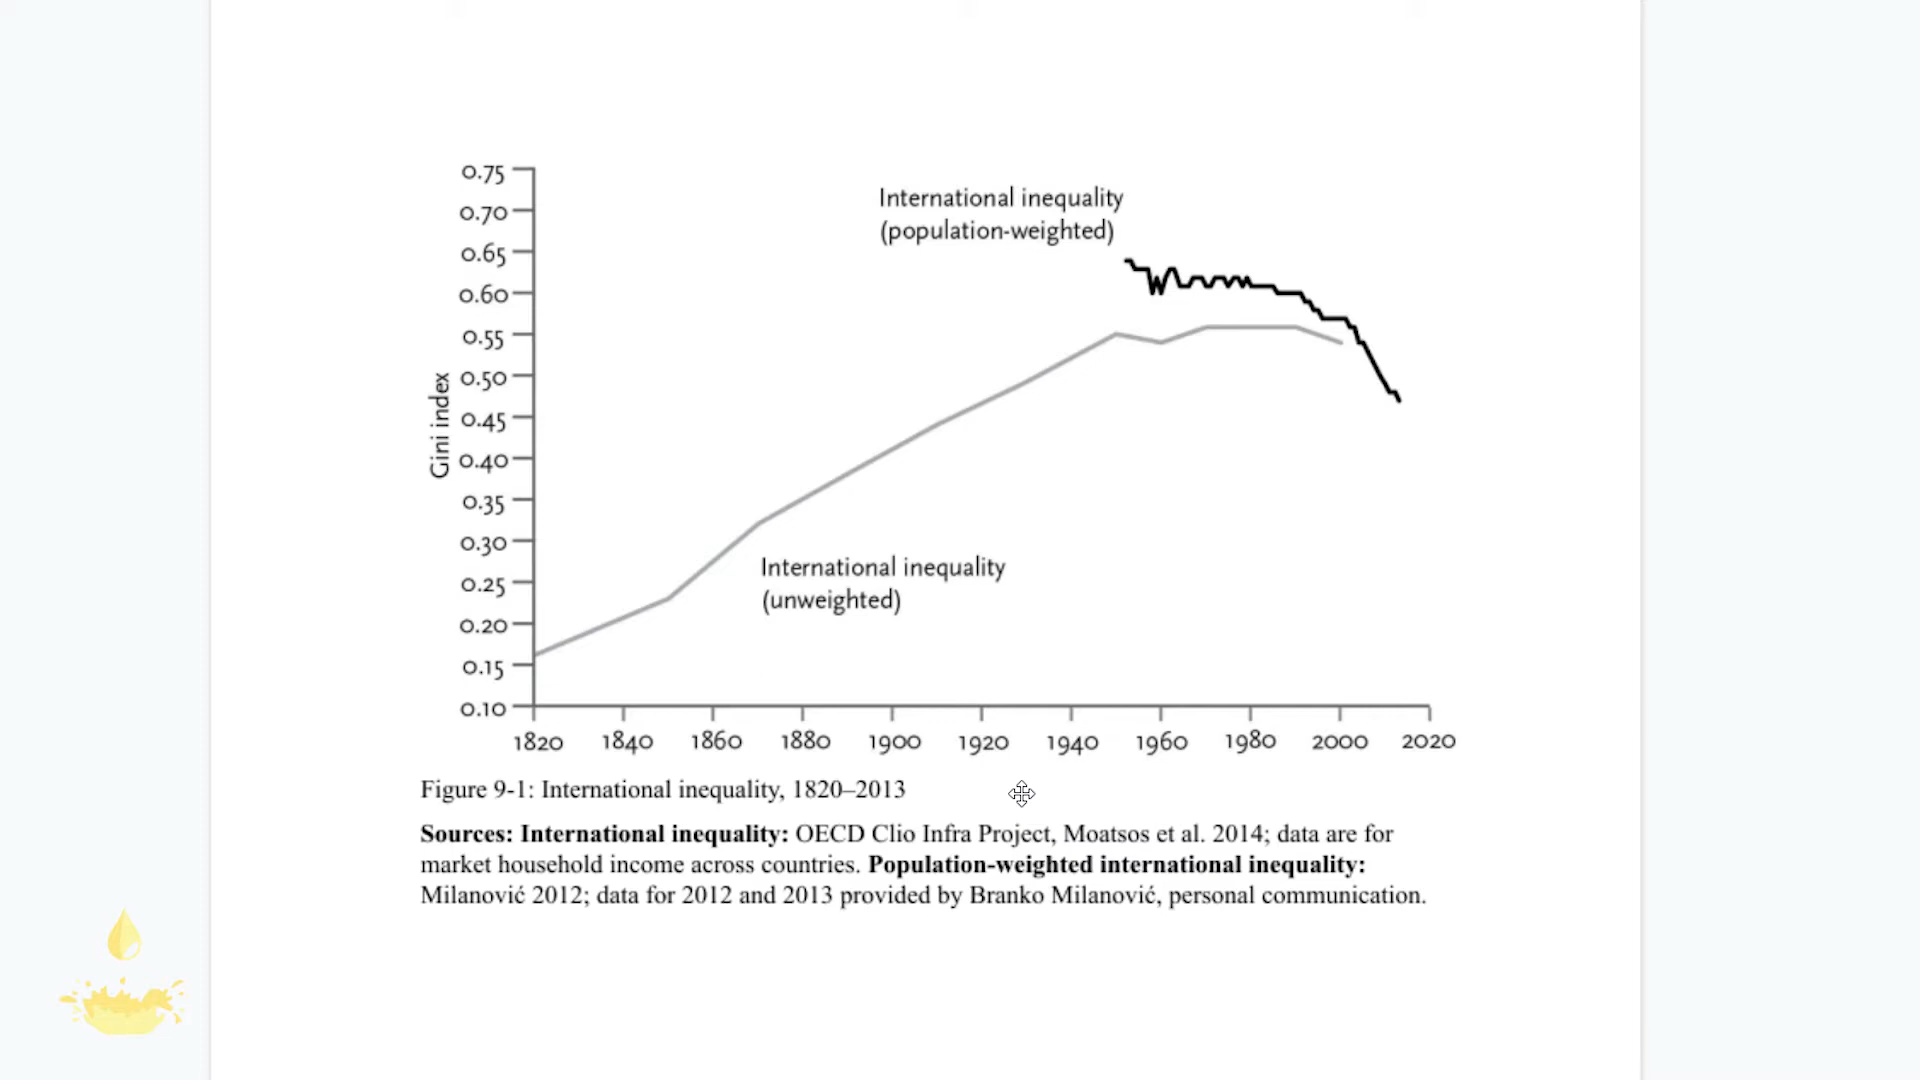 0.75
0.70
0.65
0.60
0.55
0.50
0.45
0.40
0.35
0.30
0.25
0.20
0.15
0.10
Gini index
International inequality
(population-weighted)
International inequality
(unweighted)
1820 1840 1860 1880 1900 1920 1940 1960 1980 2000 2020
Figure 9-1: International inequality, 1820–2013
Sources: International inequality: OECD Clio Infra Project, Moatsos et al. 2014; data are for
market household income across countries. Population-weighted international inequality:
Milanović 2012; data for 2012 and 2013 provided by Branko Milanović, personal communication.